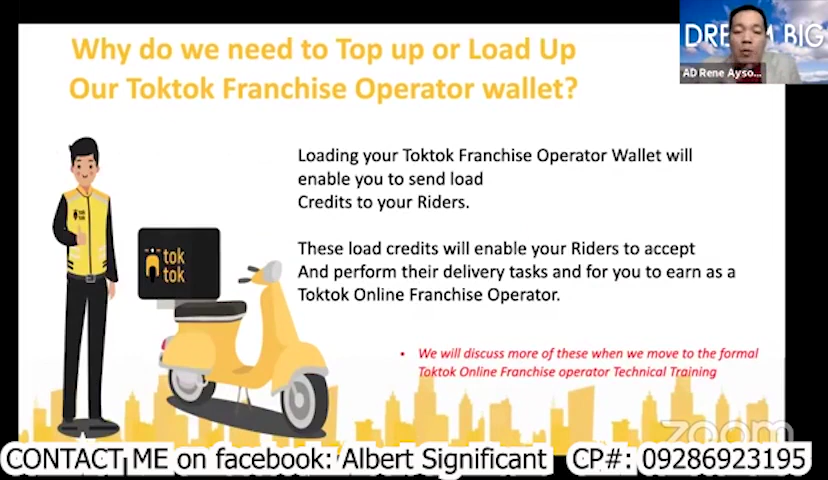 Why do we need to Top up or Load Up
Our Toktok Franchise Operator wallet?
DREAM BIG
AD Rene Ayso...
Loading your Toktok Franchise Operator Wallet will
enable you to send load
Credits to your Riders.
These load credits will enable your Riders to accept
And perform their delivery tasks and for you to earn as a
Toktok Online Franchise Operator.
tok
tok
tok
tok
• We will discuss more of these when we move to the formal
Toktok Online Franchise operator Technical Training
zoom
CONTACT ME on facebook: Albert Significant CP#: 09286923195